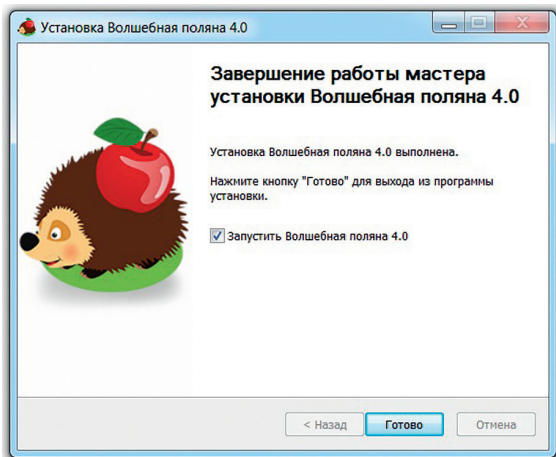 Установка Волшебная поляна 4.0
Завершение работы мастера
установки Волшебная поляна 4.0
Установка Волшебная поляна 4.0 выполнена.
Нажмите кнопку "Готово" для выхода из программы
установки.
Запустить Волшебная поляна 4.0
< Назад
Готово
Отмена